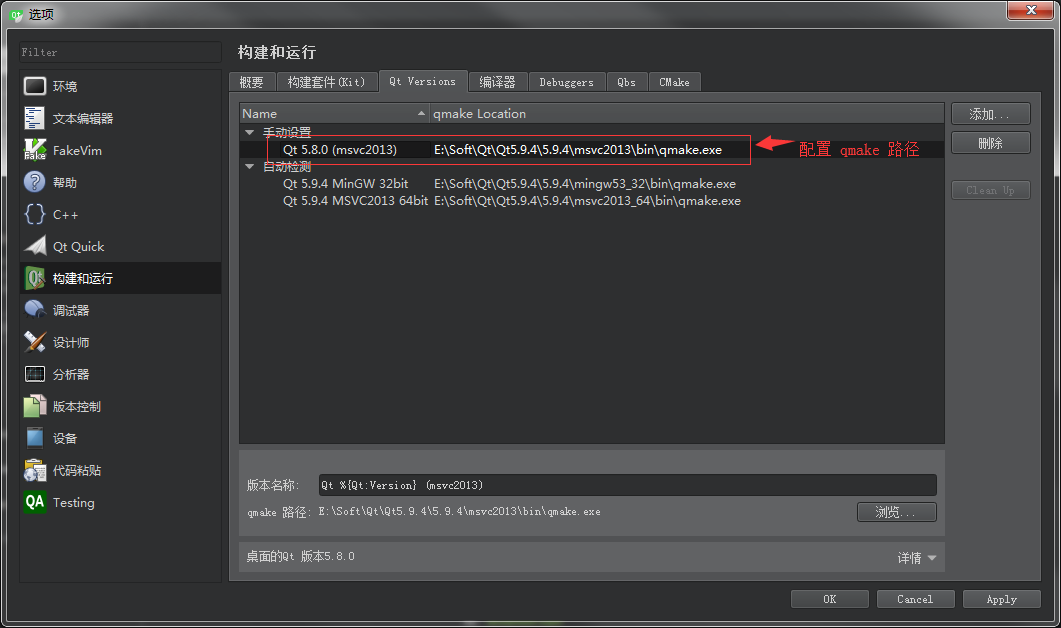 选项
Filter
环境
文本编辑器
FakeVim
帮助
C++
Qt Quick
构建和运行
调试器
设计师
分析器
版本控制
设备
代码粘贴
QA Testing
构建和运行
概要 构建套件(Kit) Qt Versions 编译器 Debuggers Qbs CMake
Name qmake Location
手动设置
Qt 5.8.0 (msvc2013) E:\Soft\Qt\Qt5.9.4\5.9.4\msvc2013\bin\qmake.exe
配置 qmake 路径
自动检测
Qt 5.9.4 MinGW 32bit E:\Soft\Qt\Qt5.9.4\5.9.4\mingw53_32\bin\qmake.exe
Qt 5.9.4 MSVC2013 64bit E:\Soft\Qt\Qt5.9.4\5.9.4\msvc2013_64\bin\qmake.exe
添加...
删除
Clean Up
版本名称: Qt %{Qt:Version} (msvc2013)
qmake 路径: E:\Soft\Qt\Qt5.9.4\5.9.4\msvc2013\bin\qmake.exe
浏览...
桌面的Qt 版本5.8.0
详情
OK Cancel Apply